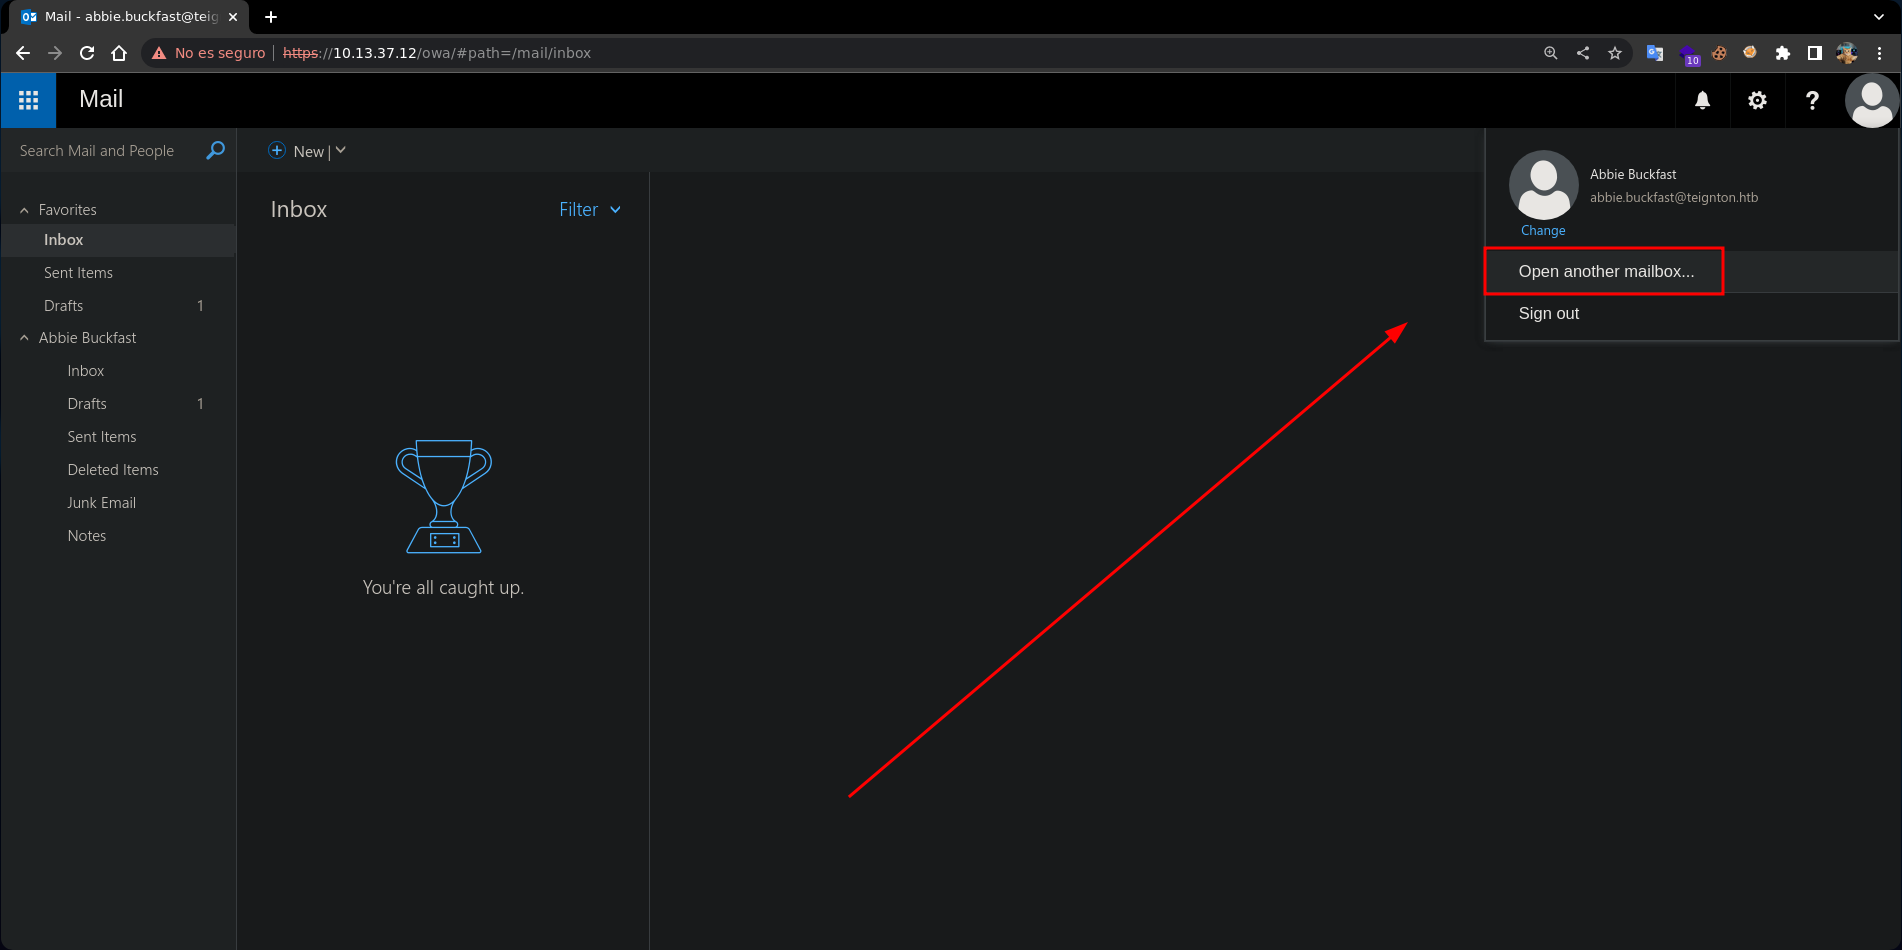 Mail - abbie.buckfast@teig
No es seguro | https://10.13.37.12/owa/#path=/mail/inbox
10
Mail
Search Mail and People
New |
Favorites
Inbox
Sent Items
Drafts 1
Abbie Buckfast
Inbox
Drafts 1
Sent Items
Deleted Items
Junk Email
Notes
Inbox
Filter
You're all caught up.
Abbie Buckfast
abbie.buckfast@teignton.htb
Change
Open another mailbox...
Sign out